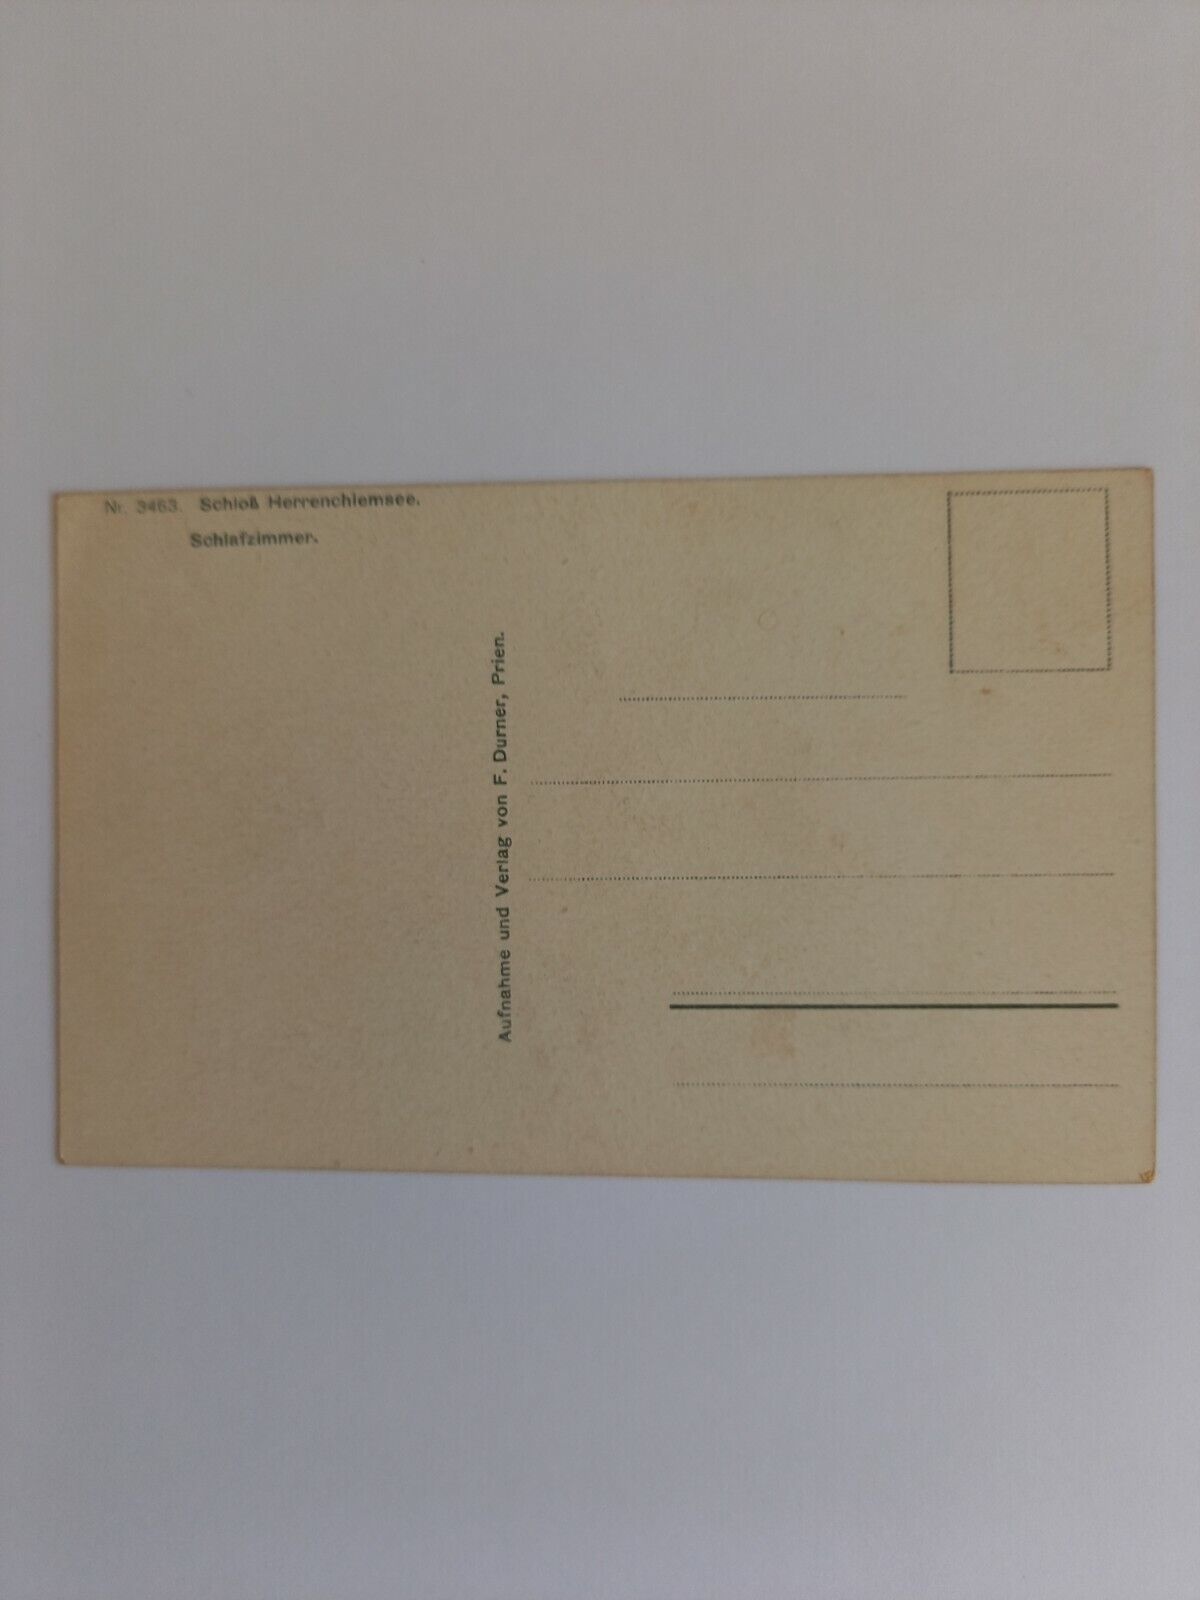 Nr. 3463. Schloß Herrenchiemsee.
Schlafzimmer.
Aufnahme und Verlag von F. Durner, Prien.